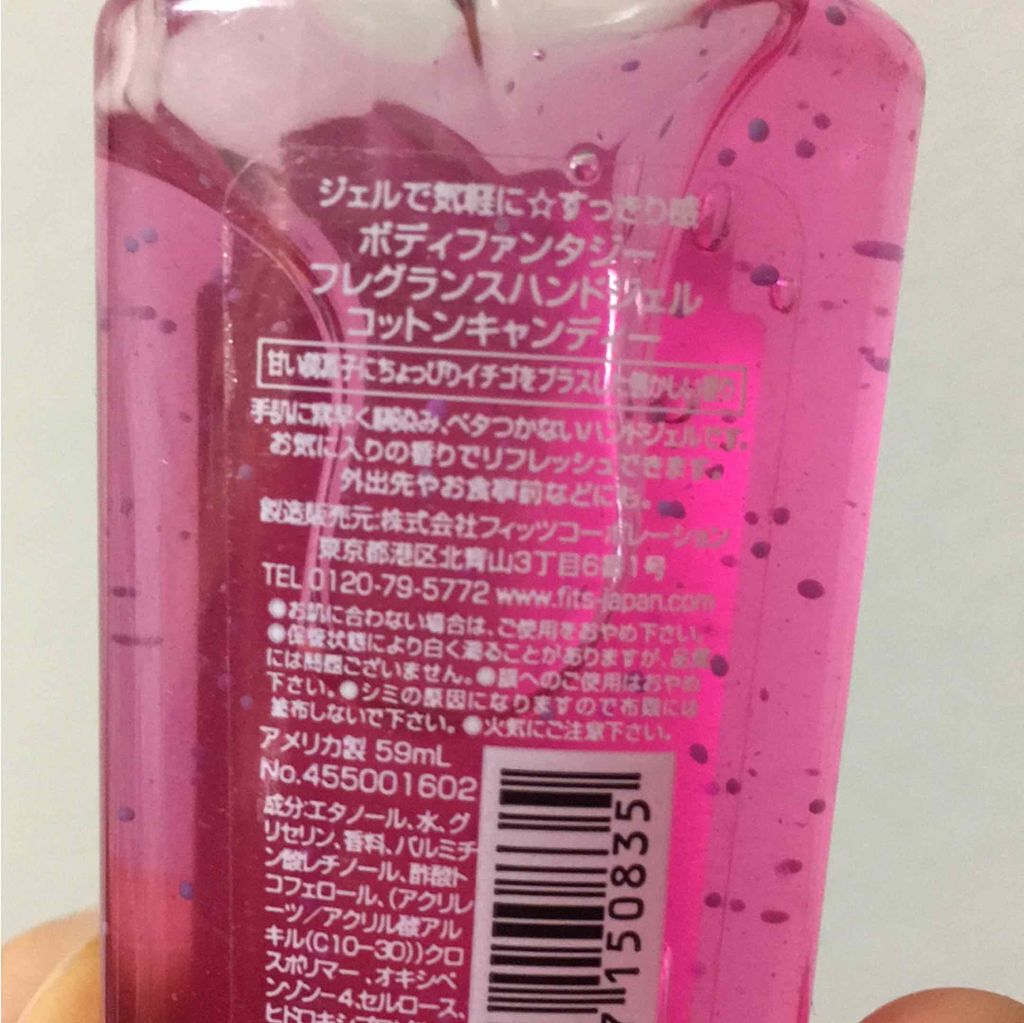 ジェルで気軽に☆すっきり感
ボディファンタジー
フレグランスハンドジェル
コットンキャンディー
甘い綿菓子にちょっぴりイチゴをプラスした懐かしい香り
手肌に素早く馴染み、ベタつかないハンドジェルです。
お気に入りの香りでリフレッシュできます。
外出先やお食事前などにも。
製造販売元:株式会社フィッツコーポレーション
東京都港区北青山3丁目6番1号
TEL 0120-79-5772 www.fits-japan.com
●お肌に合わない場合は、ご使用をおやめ下さい。
●保管状態により白く濁ることがありますが、品質
には問題ございません。●顔へのご使用はおやめ
下さい。●シミの原因になりますので布類には
塗布しないで下さい。●火気にご注意下さい。
アメリカ製 59mL
No.455001602
成分:エタノール、水、グ
リセリン、香料、パルミチ
ン酸レチノール、酢酸ト
コフェロール、(アクリレ
ーツ/アクリル酸アル
キル(C10-30))クロ
スポリマー、オキシベ
ンゾン-4、セルロース、
ヒドロキシプロピ
7150835